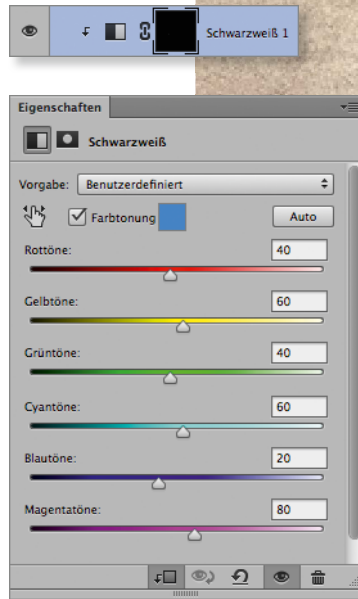 Schwarzweiß 1
Eigenschaften
Schwarzweiß
Vorgabe: Benutzerdefiniert
Farbtonung Auto
Rottöne: 40
Gelbtöne: 60
Grüntöne: 40
Cyantöne: 60
Blautöne: 20
Magentatöne: 80